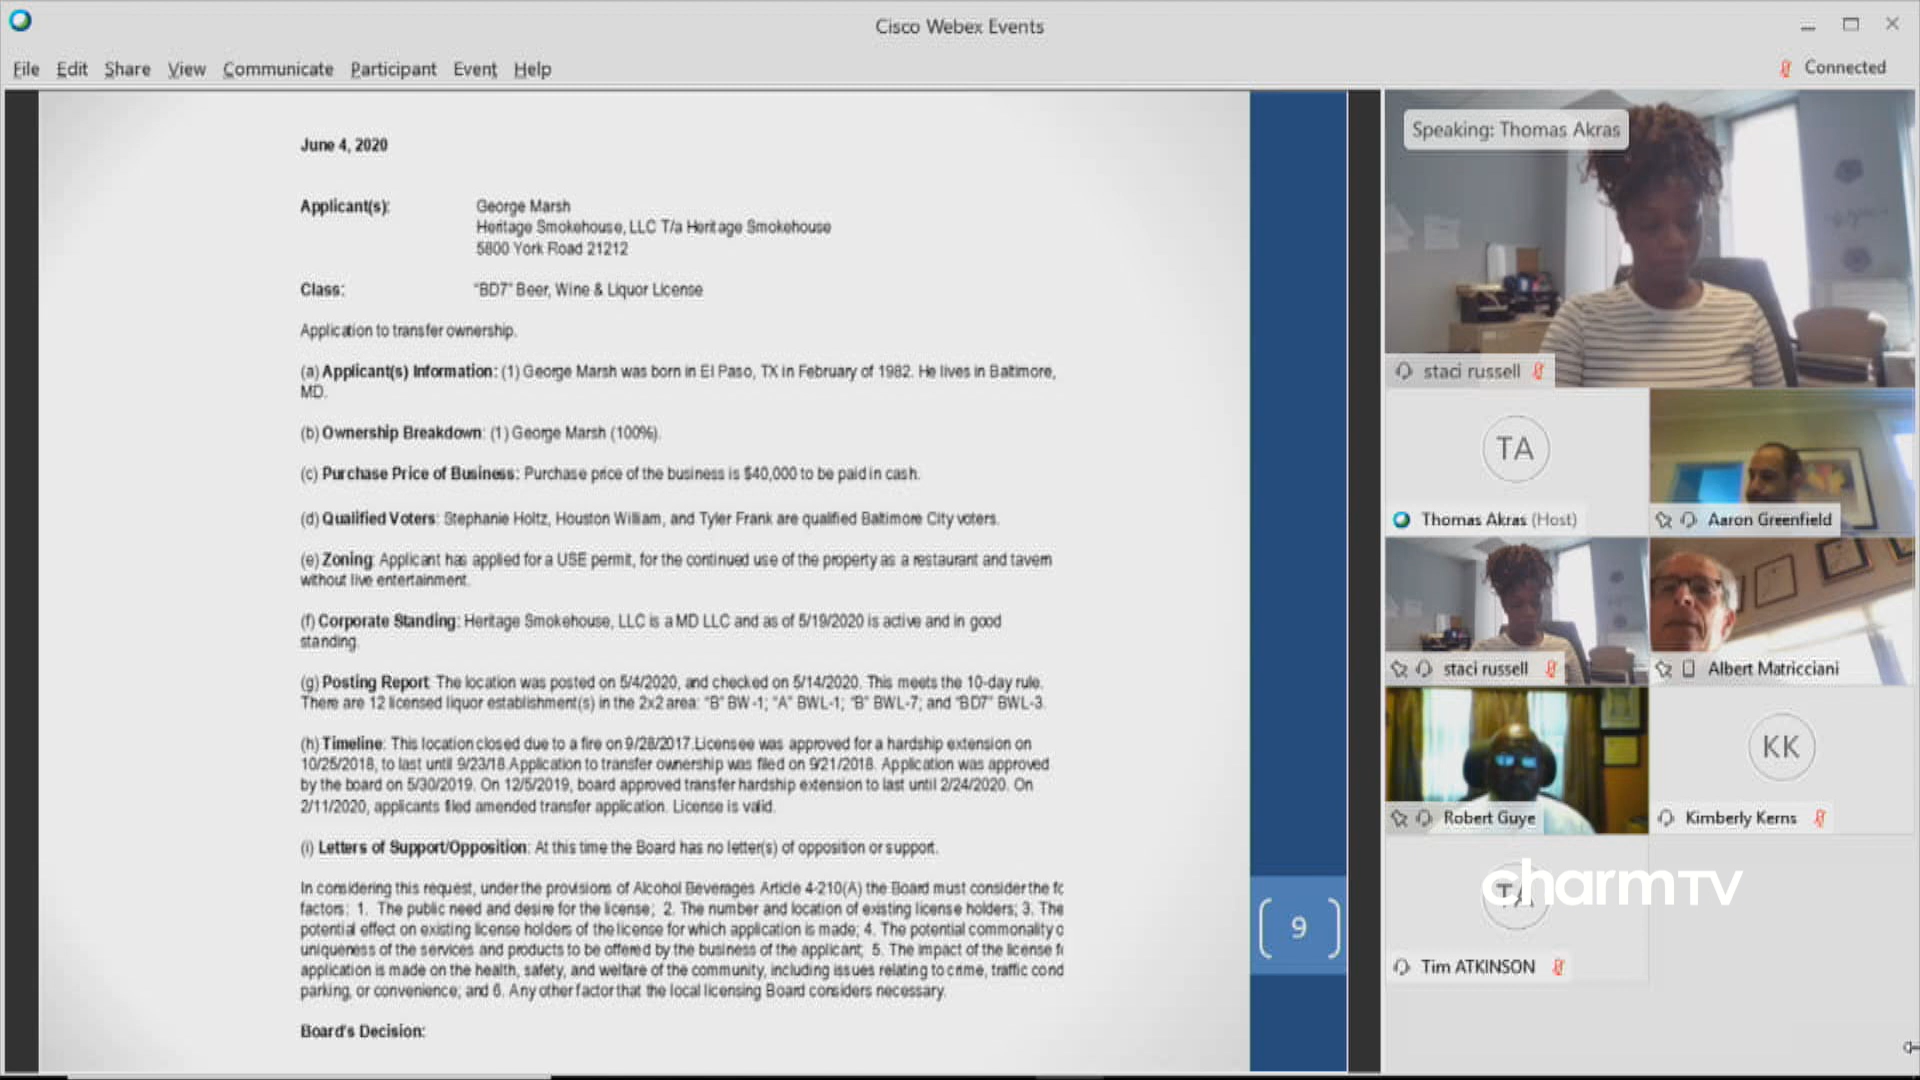 Cisco Webex Events
File Edit Share View Communicate Participant Event Help
Connected
June 4, 2020
Applicant(s): George Marsh
Heritage Smokehouse, LLC T/a Heritage Smokehouse
5800 York Road 21212
Class: "BD7" Beer, Wine & Liquor License
Application to transfer ownership.
(a) Applicant(s) Information: (1) George Marsh was born in El Paso, TX in February of 1982. He lives in Baltimore,
MD.
(b) Ownership Breakdown: (1) George Marsh (100%).
(c) Purchase Price of Business: Purchase price of the business is $40,000 to be paid in cash.
(d) Qualified Voters: Stephanie Holtz, Houston William, and Tyler Frank are qualified Baltimore City voters.
(e) Zoning: Applicant has applied for a USE permit, for the continued use of the property as a restaurant and tavern
without live entertainment.
(f) Corporate Standing: Heritage Smokehouse, LLC is a MD LLC and as of 5/19/2020 is active and in good
standing.
(g) Posting Report: The location was posted on 5/4/2020, and checked on 5/14/2020. This meets the 10-day rule.
There are 12 licensed liquor establishment(s) in the 2x2 area: "B" BW-1; "A" BWL-1; "B" BWL-7; and "BD7" BWL-3.
(h) Timeline: This location closed due to a fire on 9/28/2017.Licensee was approved for a hardship extension on
10/25/2018, to last until 9/23/18.Application to transfer ownership was filed on 9/21/2018. Application was approved
by the board on 5/30/2019. On 12/5/2019, board approved transfer hardship extension to last until 2/24/2020. On
2/11/2020, applicants filed amended transfer application. License is valid.
(i) Letters of Support/Opposition: At this time the Board has no letter(s) of opposition or support.
In considering this request, under the provisions of Alcohol Beverages Article 4-210(A) the Board must consider the fo
factors: 1. The public need and desire for the license; 2. The number and location of existing license holders; 3. The
potential effect on existing license holders of the license for which application is made; 4. The potential commonality o
uniqueness of the services and products to be offered by the business of the applicant; 5. The impact of the license fo
application is made on the health, safety, and welfare of the community, including issues relating to crime, traffic cond
parking, or convenience; and 6. Any other factor that the local licensing Board considers necessary.
Board's Decision:
9
Speaking: Thomas Akras
staci russell
TA
Thomas Akras (Host)
Aaron Greenfield
staci russell
Albert Matricciani
Robert Guye
KK
Kimberly Kerns
TA
charmTV
Tim ATKINSON